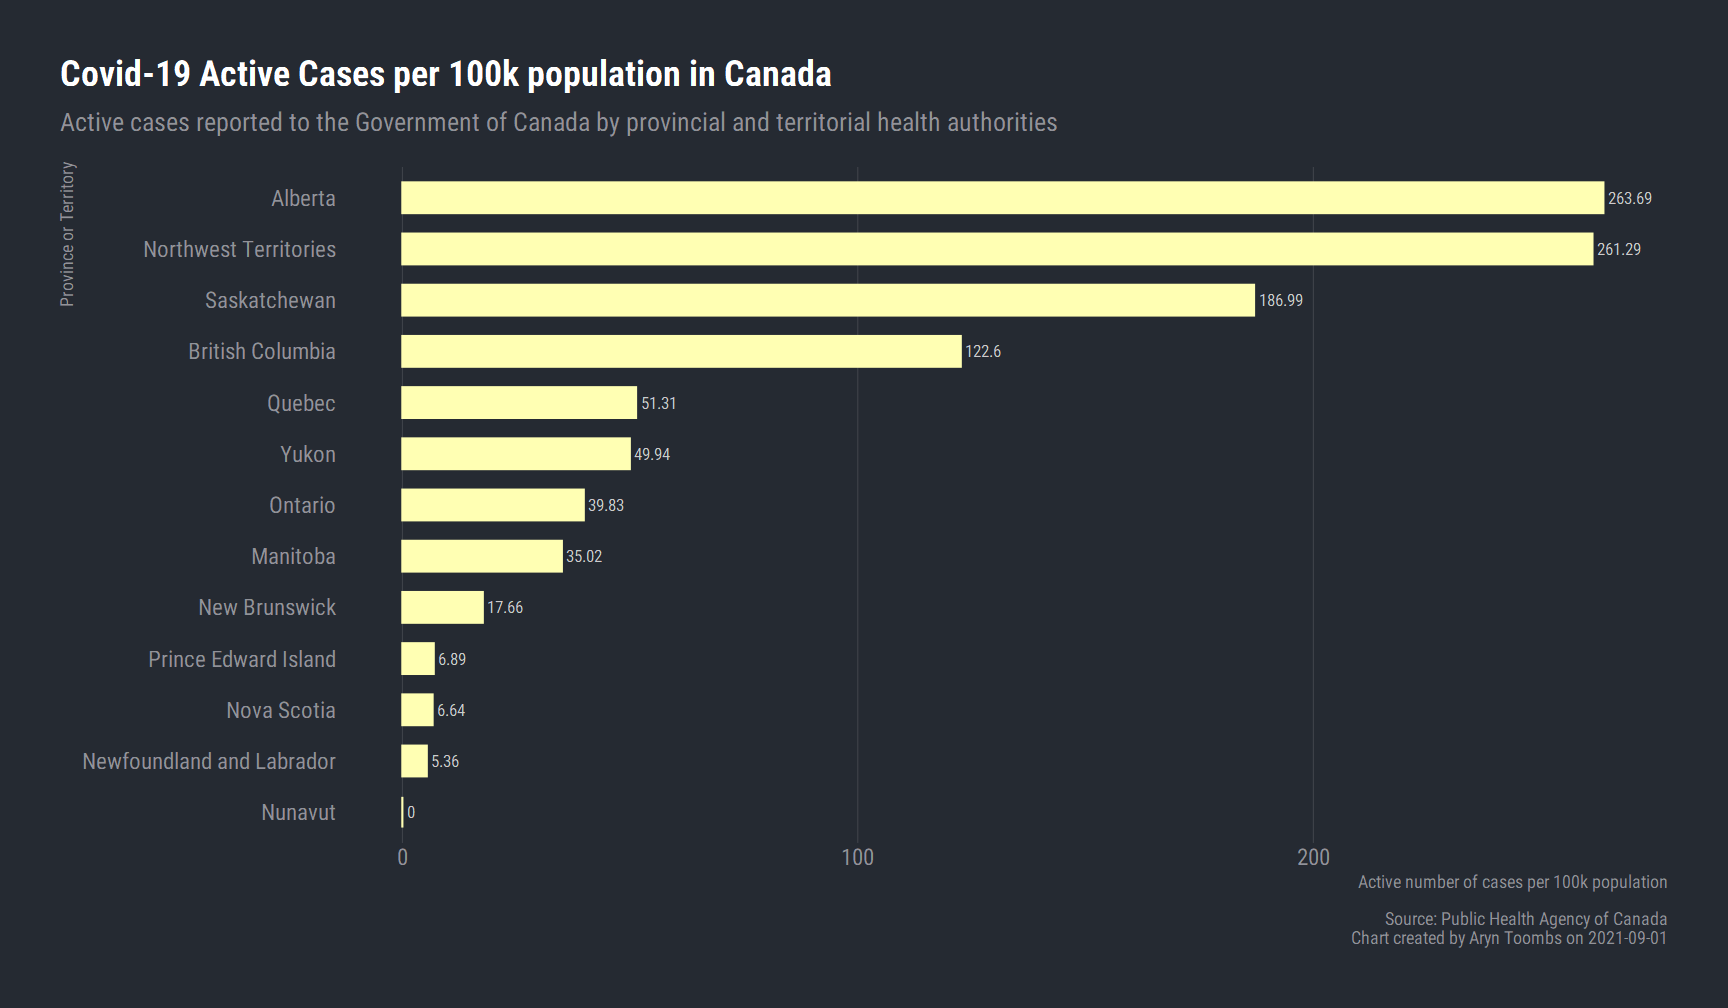 Covid-19 Active Cases per 100k population in Canada
Active cases reported to the Government of Canada by provincial and territorial health authorities
Province or Territory
Alberta 263.69
Northwest Territories 261.29
Saskatchewan 186.99
British Columbia 122.6
Quebec 51.31
Yukon 49.94
Ontario 39.83
Manitoba 35.02
New Brunswick 17.66
Prince Edward Island 6.89
Nova Scotia 6.64
Newfoundland and Labrador 5.36
Nunavut 0
0 100 200
Active number of cases per 100k population
Source: Public Health Agency of Canada
Chart created by Aryn Toombs on 2021-09-01